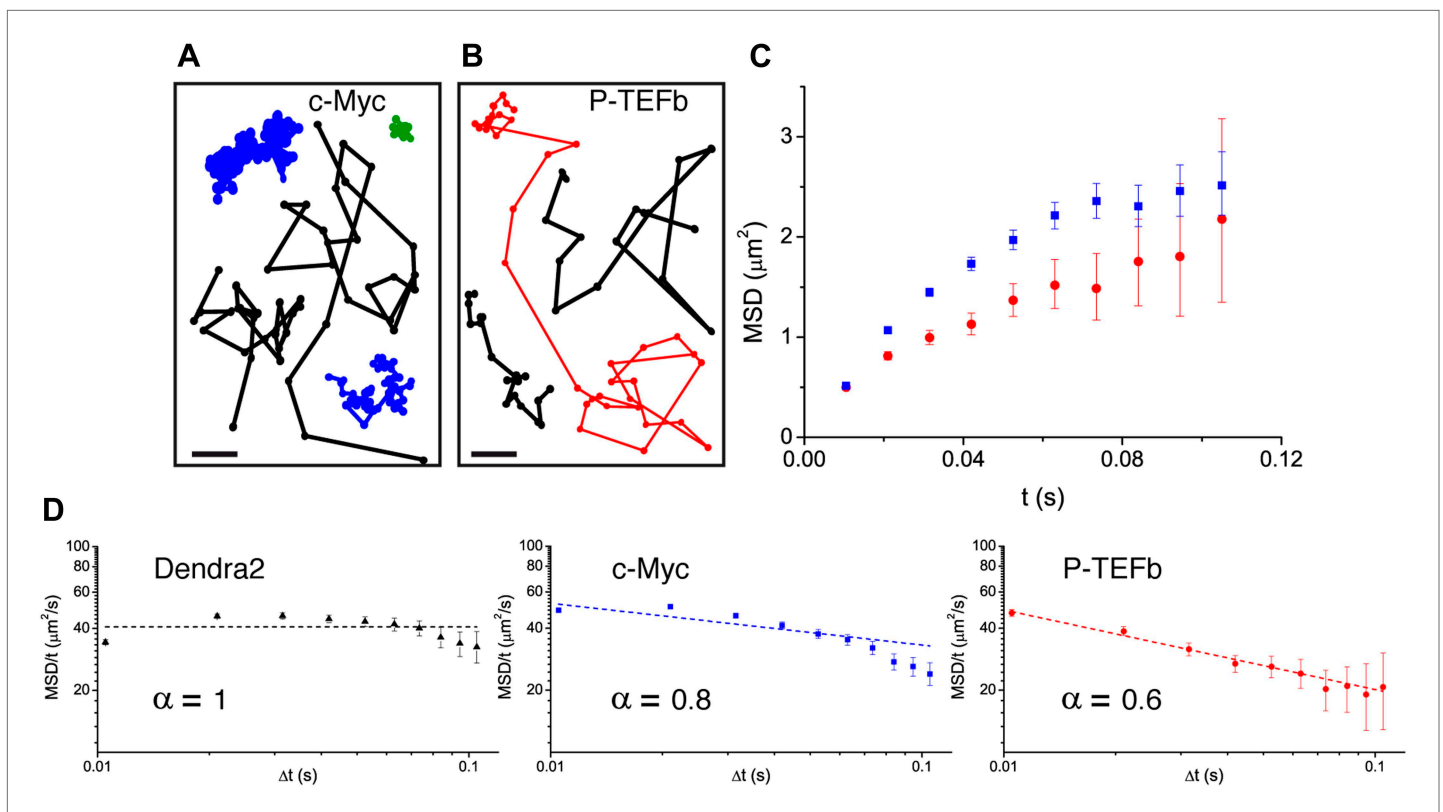 A
B
C
c-Myc
P-TEFb
3
2
1
0
MSD (μm²)
0.00
0.04
0.08
0.12
t (s)
D
100
80
60
40
20
MSD/t (μm²/s)
Dendra2
α = 1
0.01
0.1
Δt (s)
100
80
60
40
20
MSD/t (μm²/s)
c-Myc
α = 0.8
0.01
0.1
Δt (s)
100
80
60
40
20
MSD/t (μm²/s)
P-TEFb
α = 0.6
0.01
0.1
Δt (s)